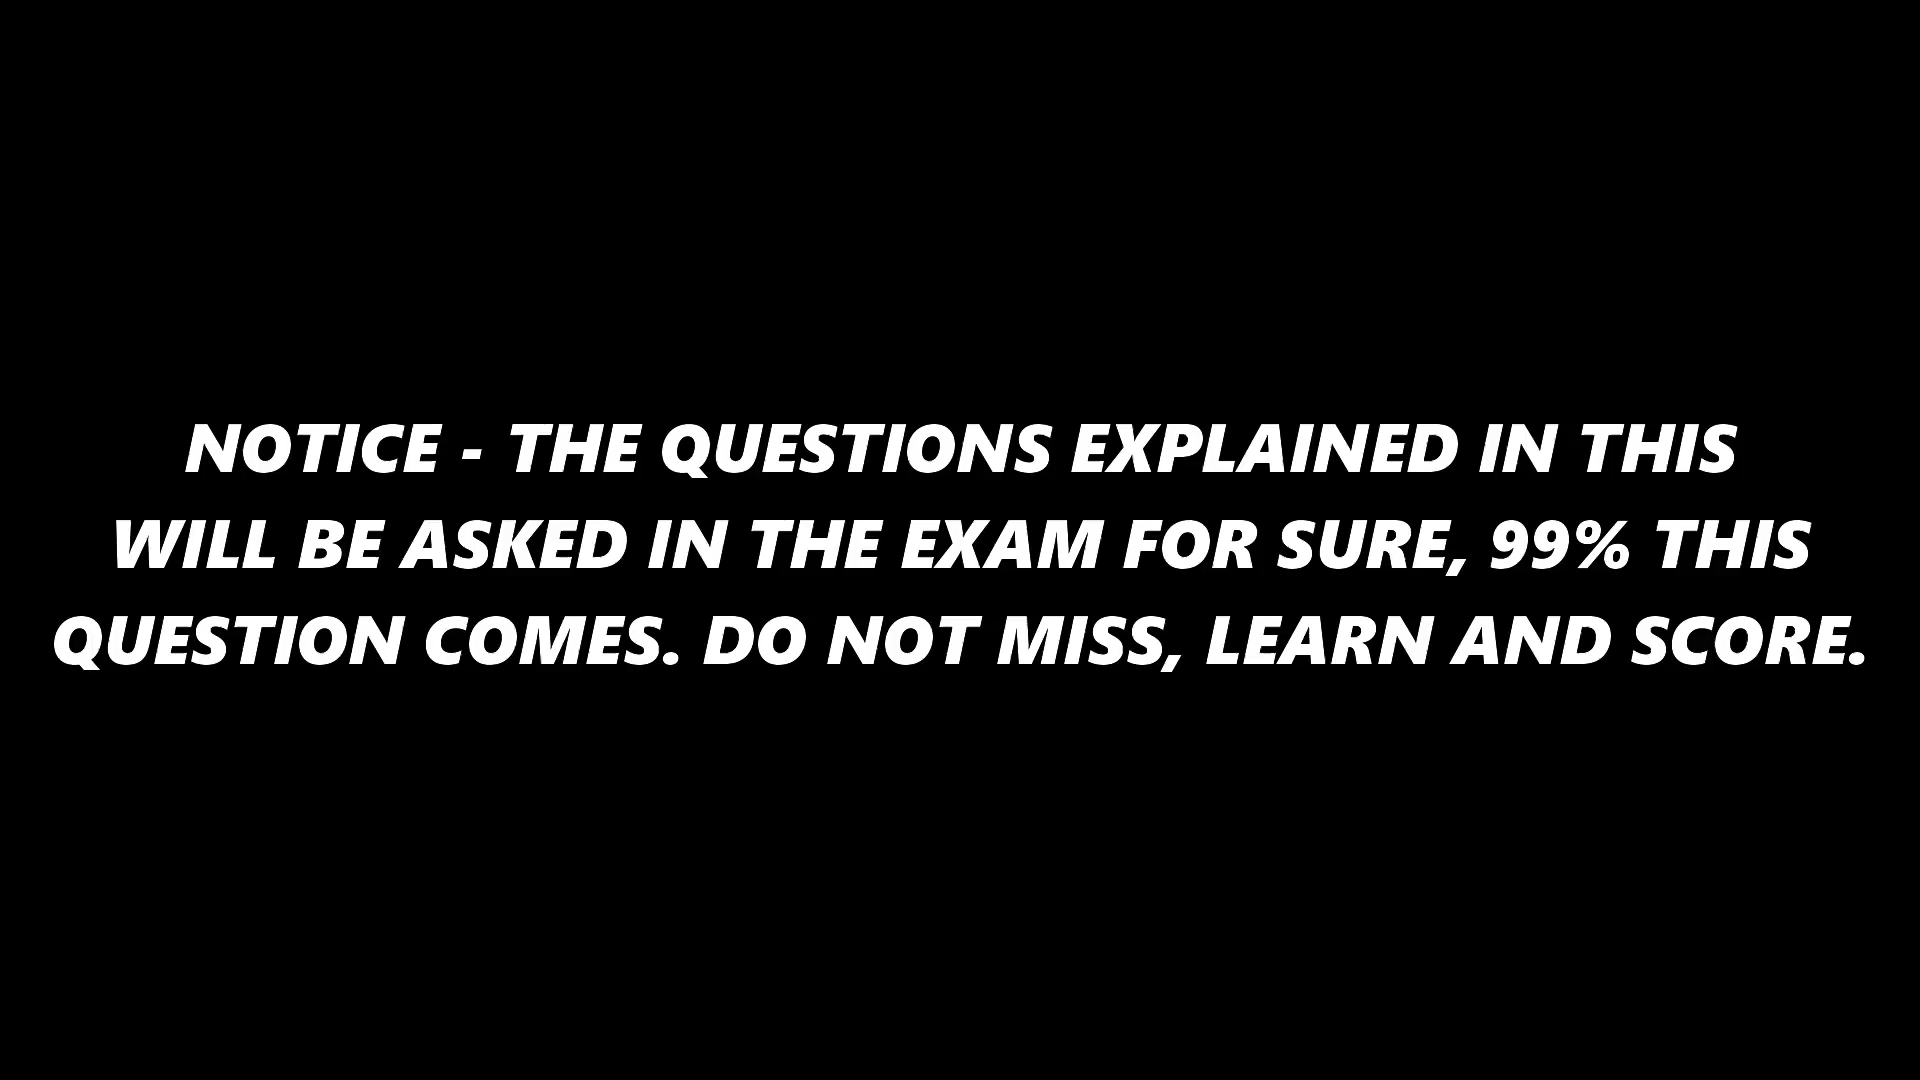 NOTICE - THE QUESTIONS EXPLAINED IN THIS
WILL BE ASKED IN THE EXAM FOR SURE, 99% THIS
QUESTION COMES. DO NOT MISS, LEARN AND SCORE.